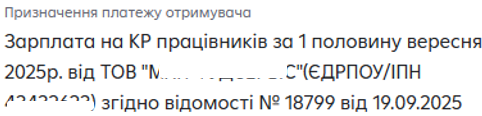 Призначення платежу отримувача
Зарплата на КР працівників за 1 половину вересня
2025р. від ТОВ (ЄДРПОУ/ІПН
згідно відомості № 18799 від 19.09.2025